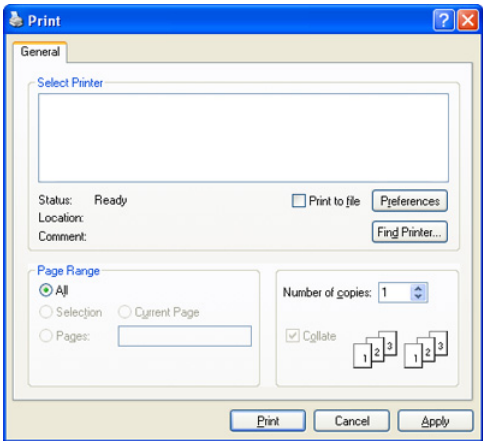 Print
General
Select Printer
Status: Ready
Print to file
Preferences
Location:
Comment:
Find Printer...
Page Range
All
Selection
Current Page
Pages:
Number of copies: 1
Collate
1 2 3 1 2 3
Print Cancel Apply